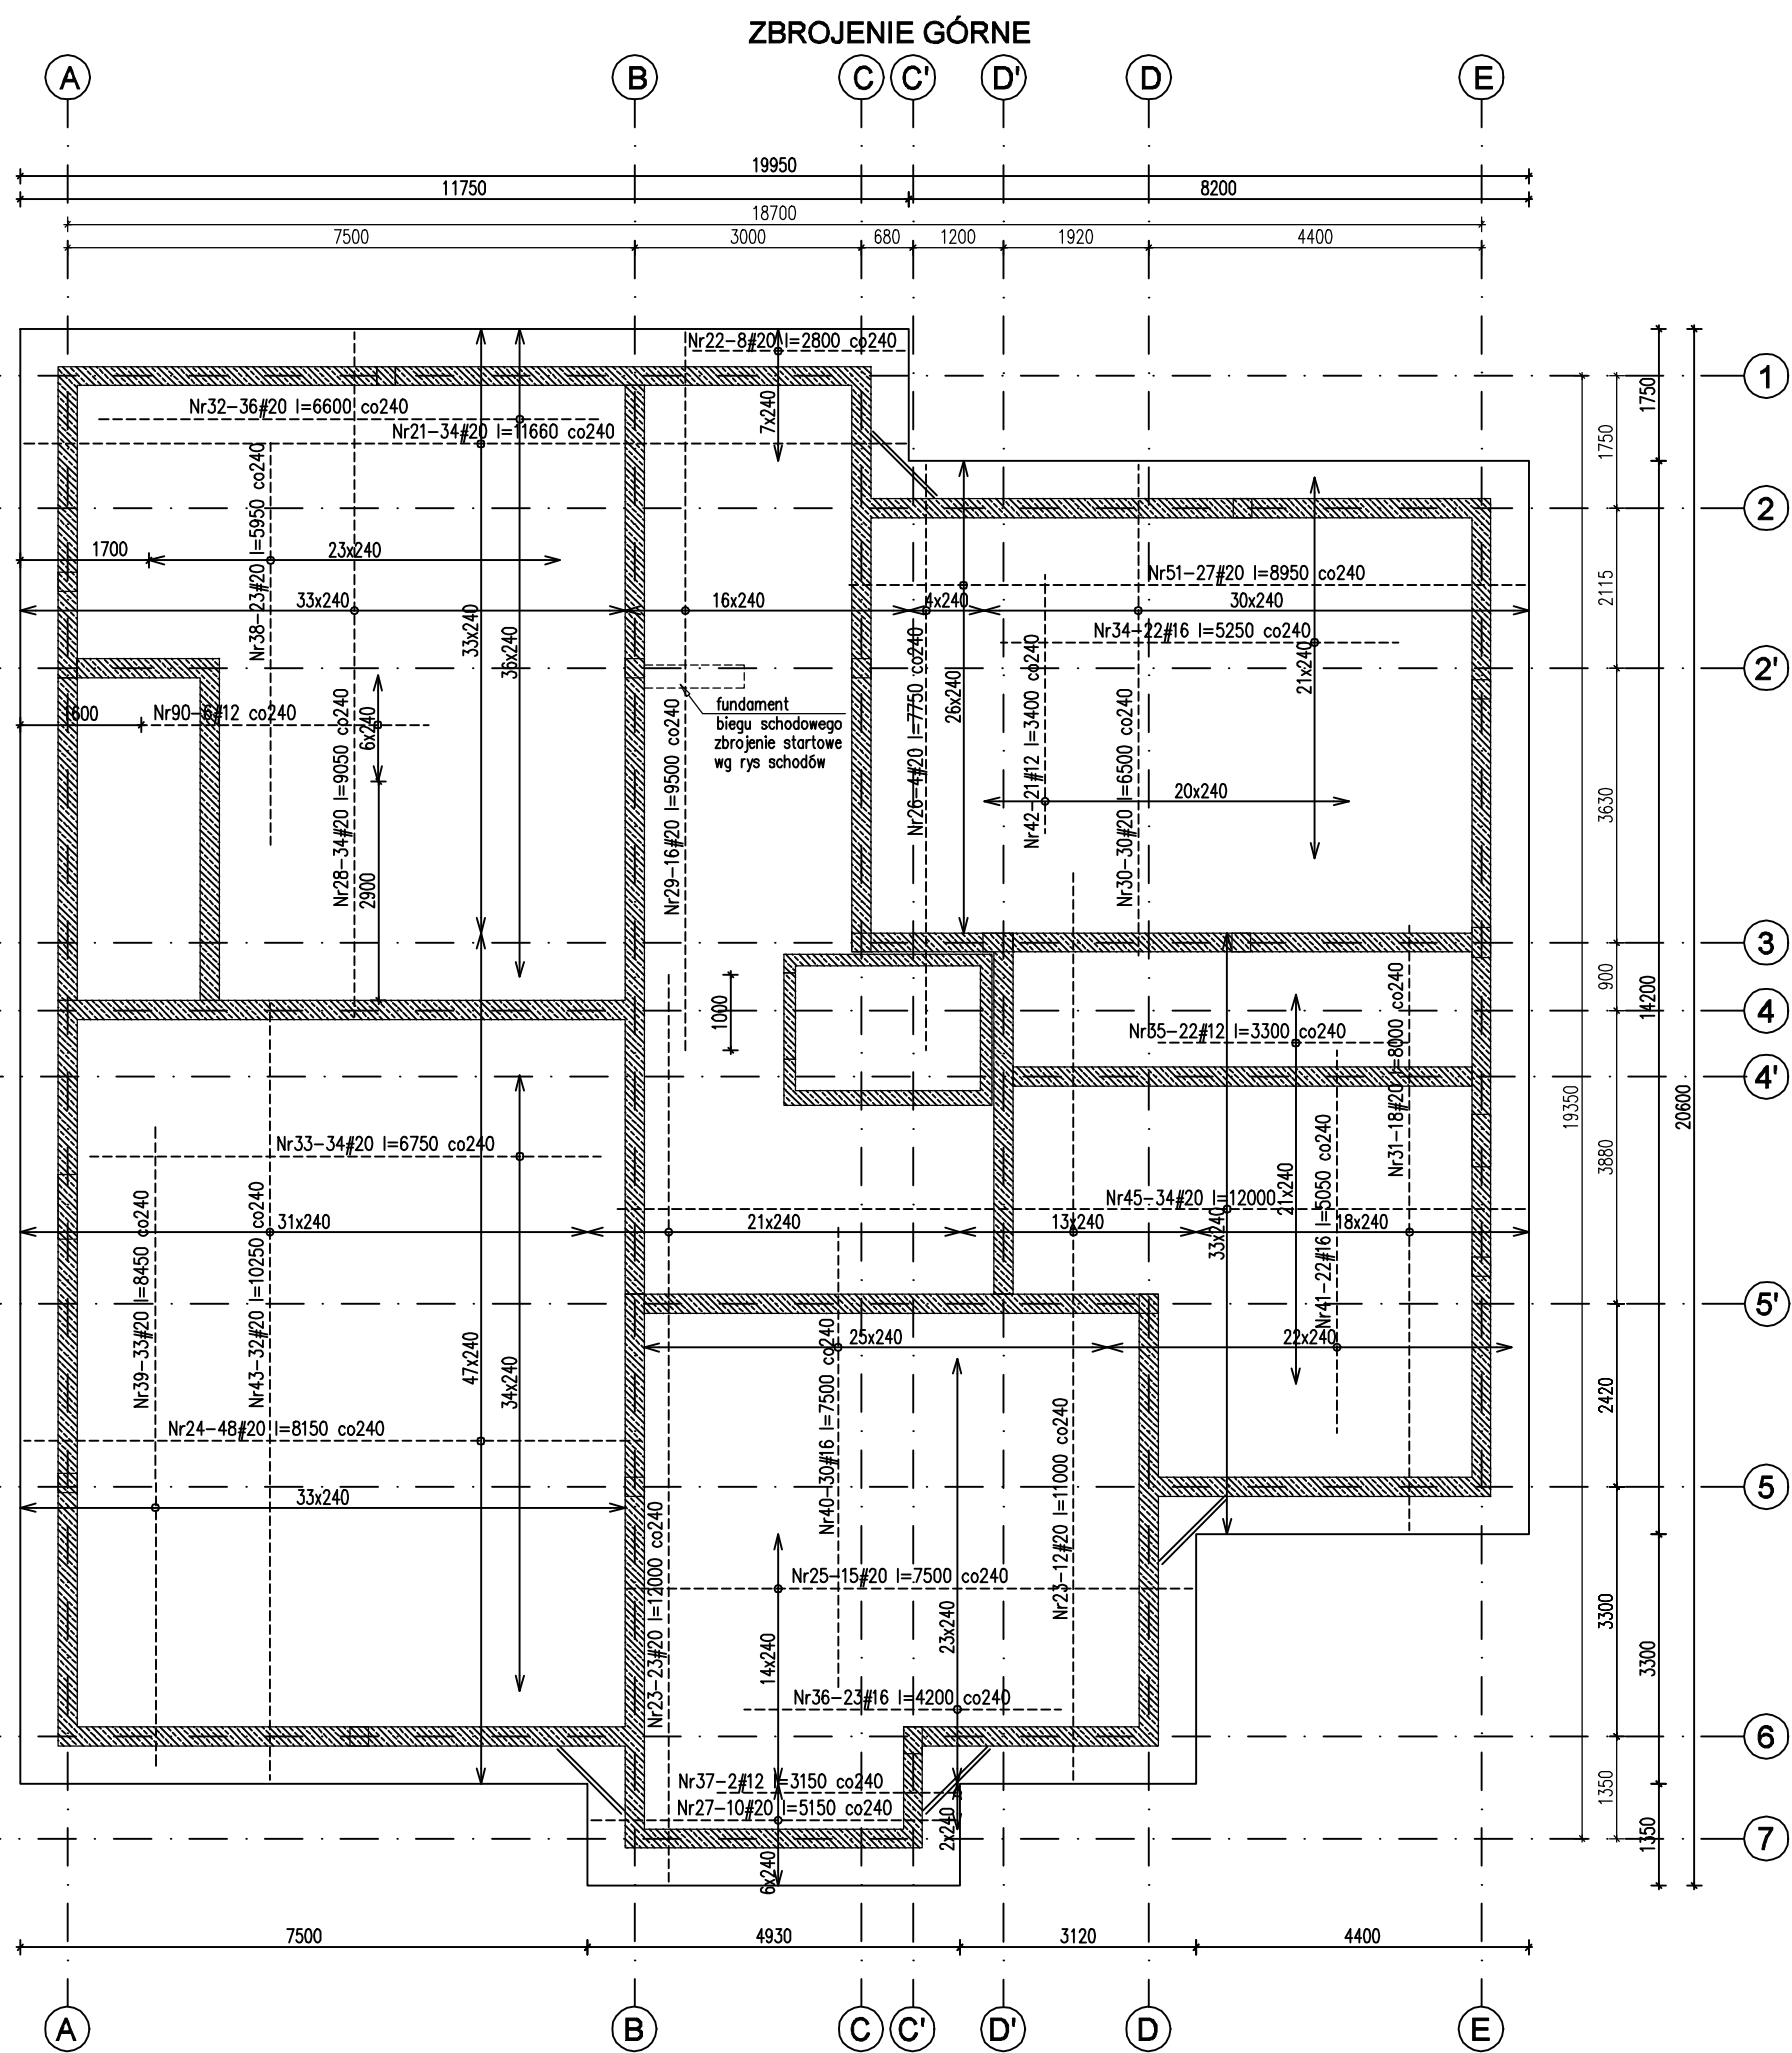 ZBROJENIE GÓRNE
A B C C' D' D E
19950
11750 8200
18700
7500 3000 680 1200 1920 4400
Nr22-8#20 l=2800 co240
7x240
1
1750
1750
Nr32-36#20 l=6600 co240
Nr21-34#20 l=11660 co240
Nr38-23#20 l=5950 co240
2
1700
23x240
33x240
33x240
36x240
16x240
4x240
30x240
Nr51-27#20 l=8950 co240
Nr34-22#16 l=5250 co240
21x240
2115
2'
1600
Nr90-6#12 co240
6x240
2900
Nr28-34#20 l=9050 co240
Nr29-16#20 l=9500 co240
fundament
biegu schodowego
zbrojenie startowe
wg rys schodów
Nr26-4#20 l=7750 co240
26x240
Nr42-21#12 l=3400 co240
Nr30-30#20 l=6500 co240
20x240
3630
3
900
14200
4
1000
Nr35-22#12 l=3300 co240
Nr31-18#20 l=8000 co240
4'
19350
20600
3880
Nr33-34#20 l=6750 co240
Nr39-33#20 l=8450 co240
Nr43-32#20 l=10250 co240
31x240
21x240
13x240
18x240
Nr45-34#20 l=12000
33x240
21x240
Nr41-22#16 l=5050 co240
5'
47x240
34x240
25x240
22x240
Nr40-30#16 l=7500 co240
2420
Nr24-48#20 l=8150 co240
33x240
5
Nr23-23#20 l=12000 co240
Nr23-12#20 l=11000 co240
Nr25-15#20 l=7500 co240
14x240
23x240
3300
3300
Nr36-23#16 l=4200 co240
6
Nr37-2#12 l=3150 co240
Nr27-10#20 l=5150 co240
2x240
6x240
1350
1350
7
7500 4930 3120 4400
A B C C' D' D E